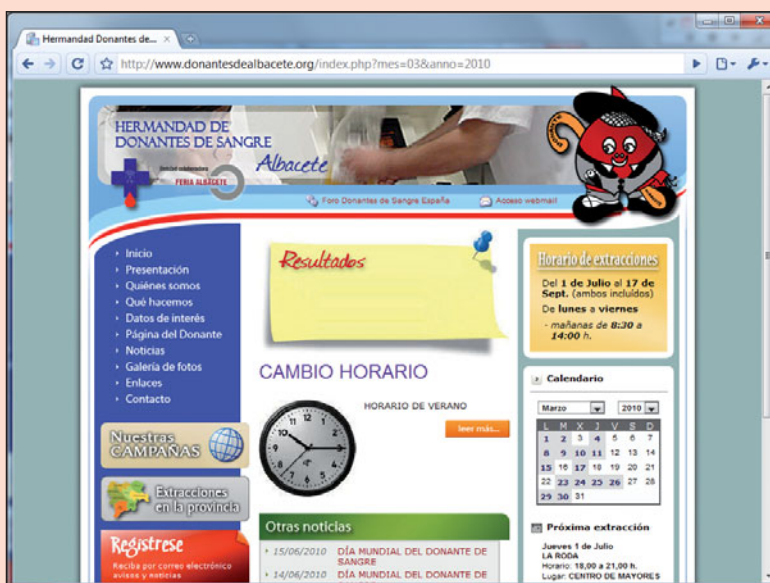 Hermandad Donantes de...
http://www.donantesdealbacete.org/index.php?mes=03&anno=2010
HERMANDAD DE
DONANTES DE SANGRE
Albacete
FERIA ALBACETE
Foro Donantes de Sangre España
Acceso webmail
Inicio
Presentación
Quiénes somos
Qué hacemos
Datos de interés
Página del Donante
Noticias
Galería de fotos
Enlaces
Contacto
Nuestras
CAMPAÑAS
Extracciones
en la provincia
Regístrese
Reciba por correo electrónico
avisos y noticias
Resultados
CAMBIO HORARIO
HORARIO DE VERANO
leer más...
Otras noticias
15/06/2010 DÍA MUNDIAL DEL DONANTE DE
SANGRE
14/06/2010 DÍA MUNDIAL DEL DONANTE DE
Horario de extracciones
Del 1 de Julio al 17 de
Sept. (ambos incluídos)
De lunes a viernes
- mañanas de 8:30 a
14:00 h.
Calendario
Marzo 2010
L M X J V S D
1 2 3 4 5 6 7
8 9 10 11 12 13 14
15 16 17 18 19 20 21
22 23 24 25 26 27 28
29 30 31
Próxima extracción
Jueves 1 de Julio
LA RODA
Horario: 18,00 a 21,00 h.
Lugar: CENTRO DE MAYORES